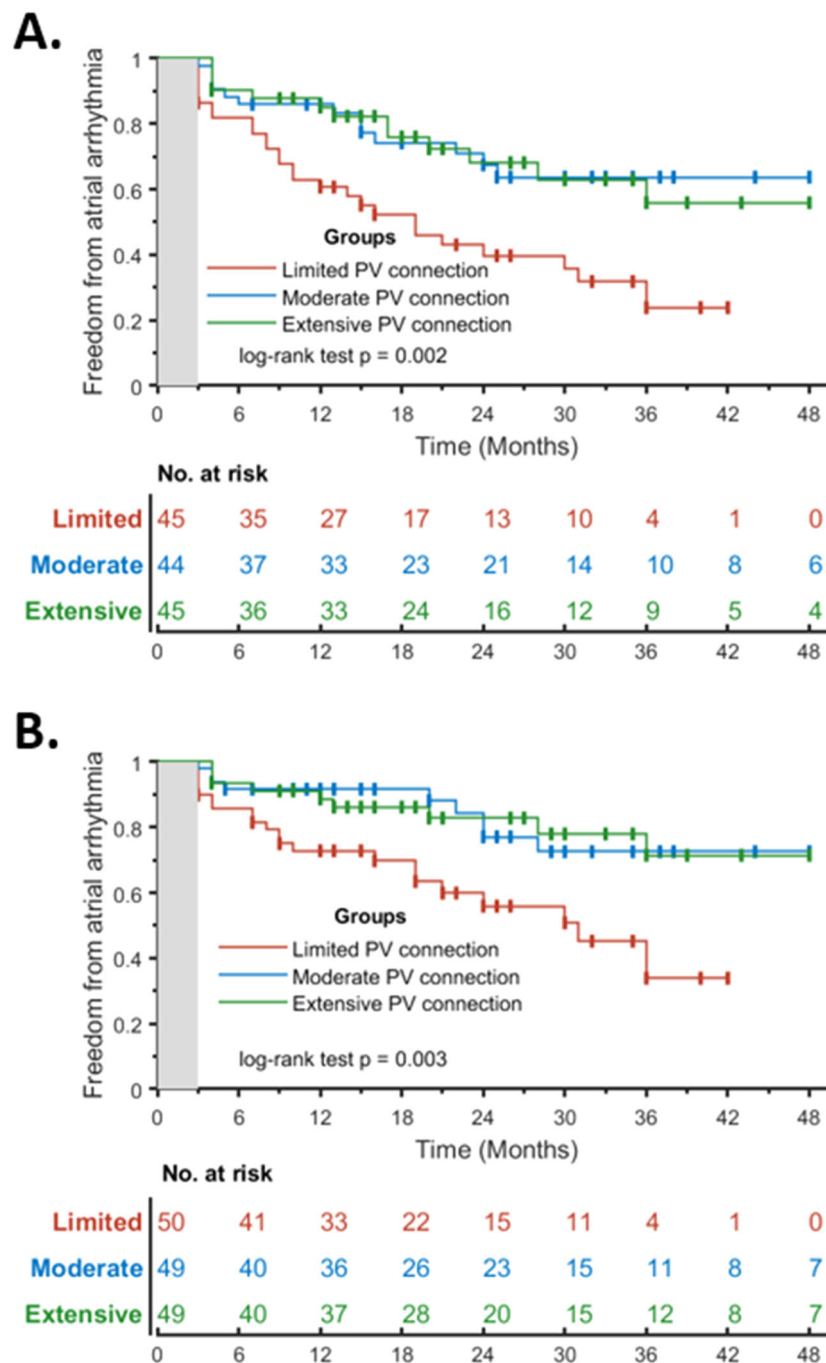 A.
Freedom from atrial arrhythmia
1
0.8
0.6
0.4
0.2
0
Groups
Limited PV connection
Moderate PV connection
Extensive PV connection
log-rank test p = 0.002
0 6 12 18 24 30 36 42 48
Time (Months)
No. at risk
Limited 45 35 27 17 13 10 4 1 0
Moderate 44 37 33 23 21 14 10 8 6
Extensive 45 36 33 24 16 12 9 5 4
0 6 12 18 24 30 36 42 48
B.
Freedom from atrial arrhythmia
1
0.8
0.6
0.4
0.2
0
Groups
Limited PV connection
Moderate PV connection
Extensive PV connection
log-rank test p = 0.003
0 6 12 18 24 30 36 42 48
Time (Months)
No. at risk
Limited 50 41 33 22 15 11 4 1 0
Moderate 49 40 36 26 23 15 11 8 7
Extensive 49 40 37 28 20 15 12 8 7
0 6 12 18 24 30 36 42 48